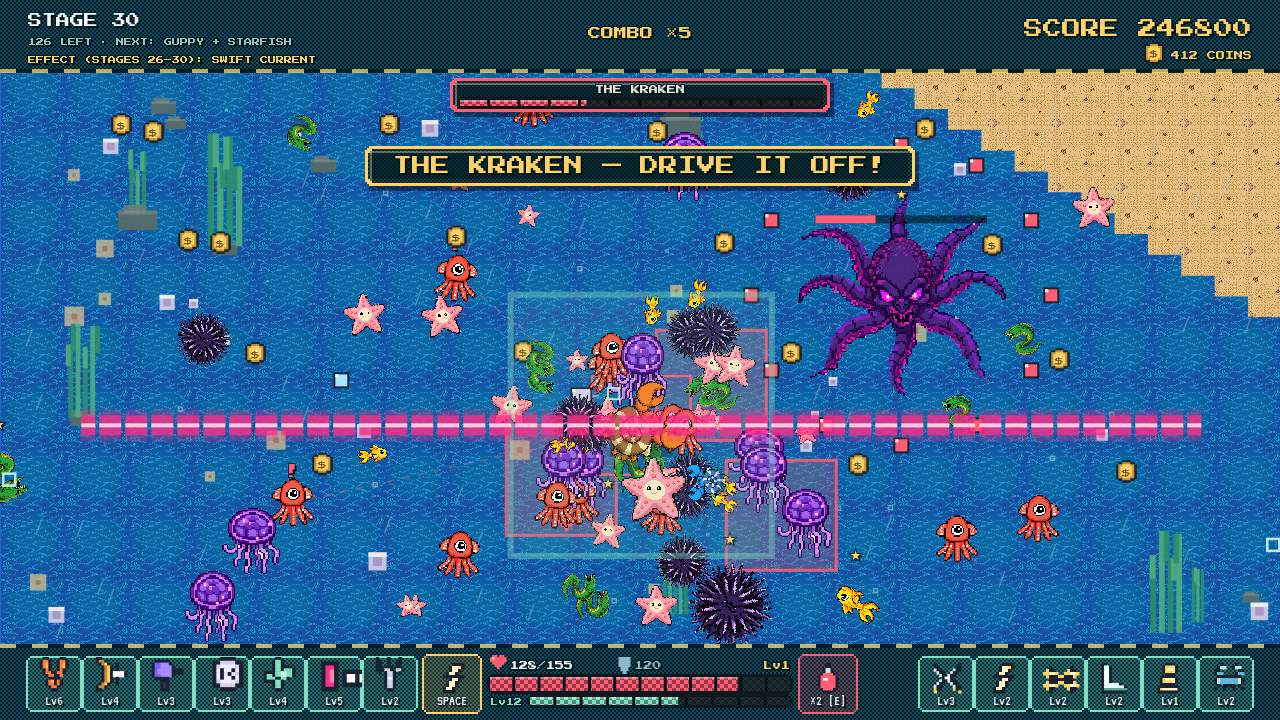 STAGE 30
126 LEFT · NEXT: GUPPY + STARFISH
EFFECT (STAGES 26-30): SWIFT CURRENT
COMBO ×5
SCORE 246800
$ 412 COINS
THE KRAKEN
THE KRAKEN — DRIVE IT OFF!
Lv6
Lv4
Lv3
Lv3
Lv4
Lv5
Lv2
SPACE
128/155
120
Lv1
Lv12
X2 [E]
Lv3
Lv2
Lv2
Lv2
Lv1
Lv2